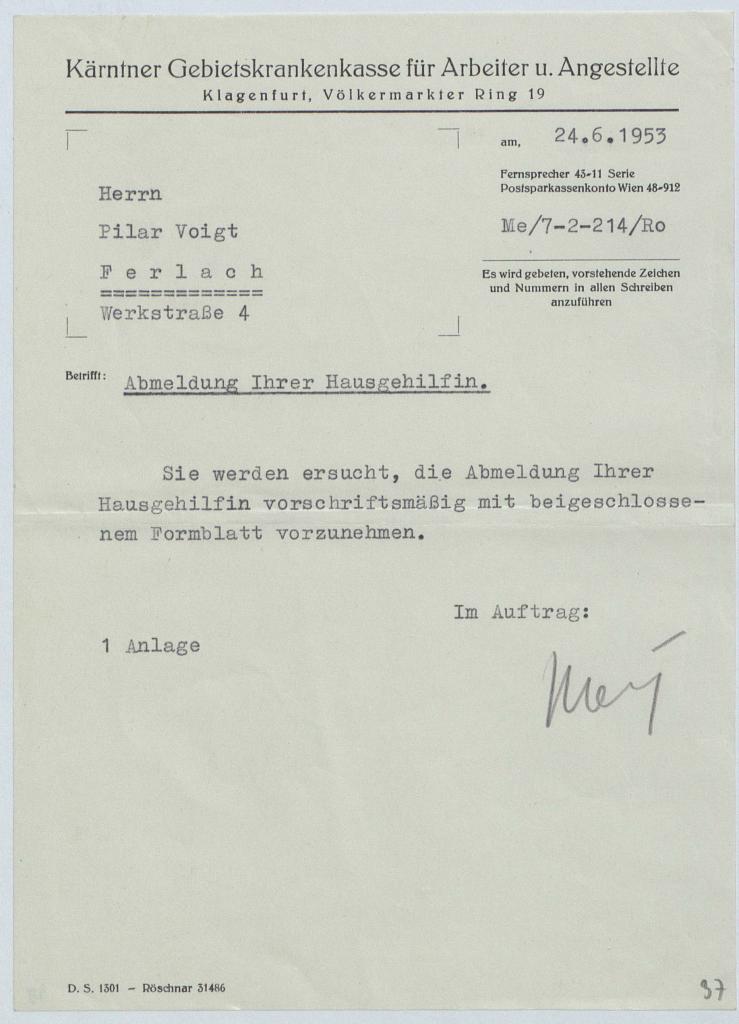 Kärntner Gebietskrankenkasse für Arbeiter u. Angestellte
Klagenfurt, Völkermarkter Ring 19
am, 24.6.1953
Fernsprecher 43-11 Serie
Postsparkassenkonto Wien 48-912
Herrn
Pilar Voigt
F e r l a c h
=============
Werkstraße 4
Me/7-2-214/Ro
Es wird gebeten, vorstehende Zeichen
und Nummern in allen Schreiben
anzuführen
Betrifft: Abmeldung Ihrer Hausgehilfin.
Sie werden ersucht, die Abmeldung Ihrer
Hausgehilfin vorschriftsmäßig mit beigeschlosse-
nem Formblatt vorzunehmen.
Im Auftrag:
1 Anlage
D. S. 1301 – Röschnar 31486
97